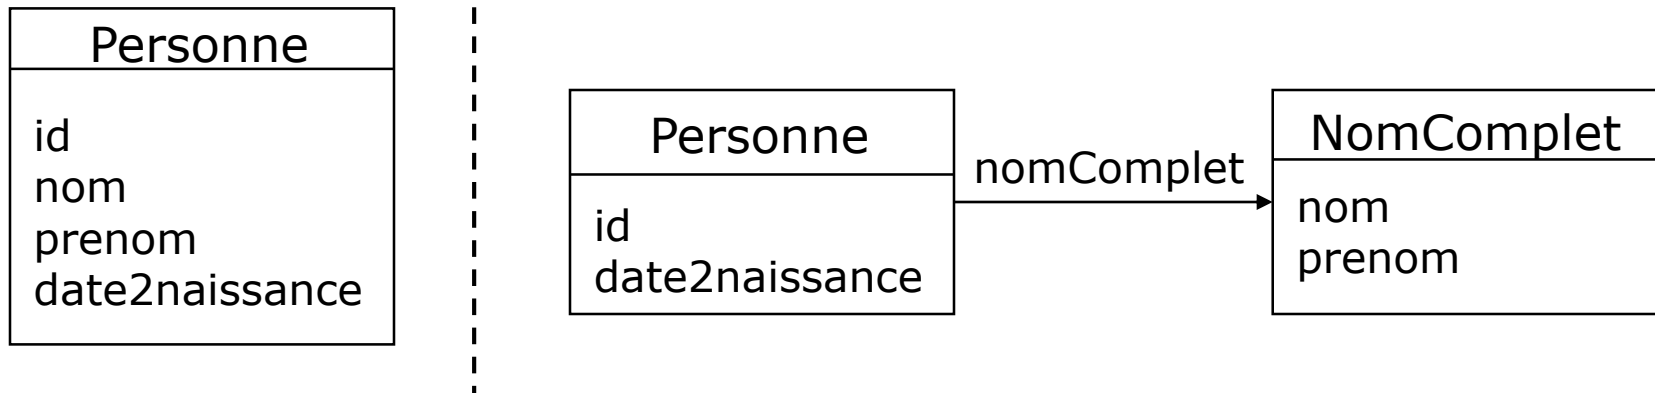 Personne
id
nom
prenom
date2naissance
Personne
id
date2naissance
nomComplet
NomComplet
nom
prenom